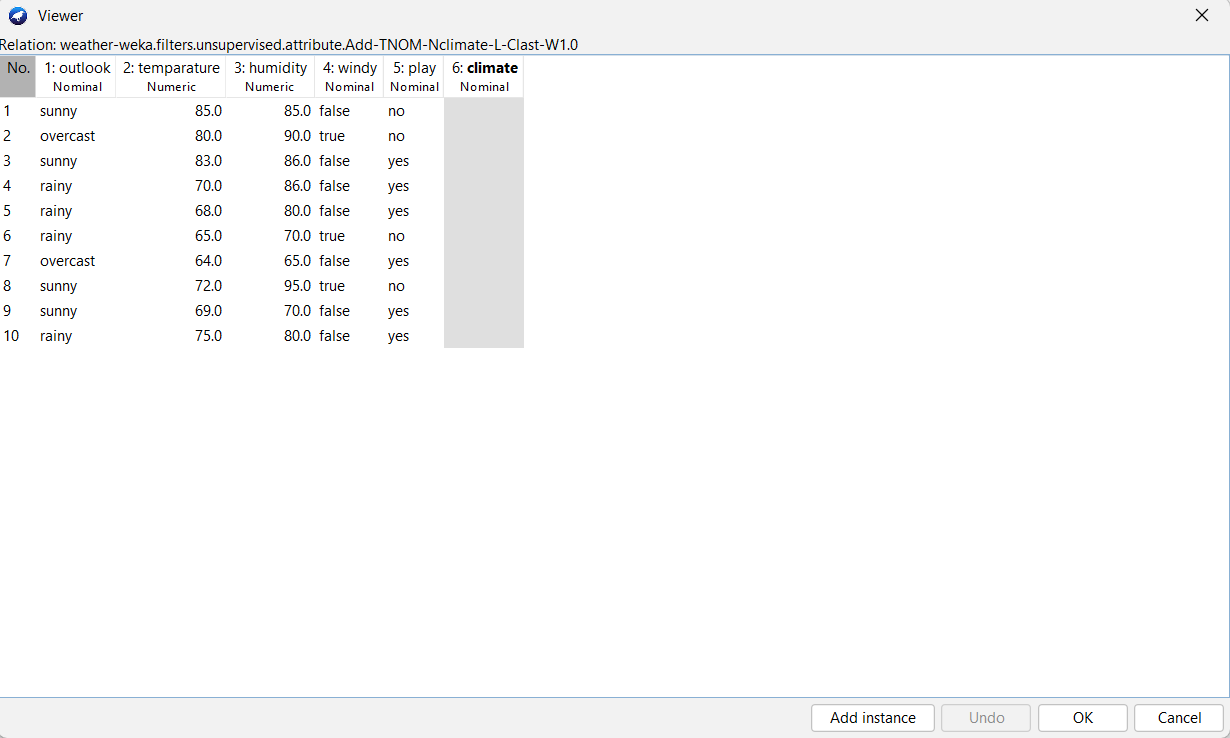 Viewer
Relation: weather-weka.filters.unsupervised.attribute.Add-TNOM-Nclimate-L-Clast-W1.0
No. 1: outlook 2: temparature 3: humidity 4: windy 5: play 6: climate
Nominal Numeric Numeric Nominal Nominal Nominal
1 sunny 85.0 85.0 false no
2 overcast 80.0 90.0 true no
3 sunny 83.0 86.0 false yes
4 rainy 70.0 86.0 false yes
5 rainy 68.0 80.0 false yes
6 rainy 65.0 70.0 true no
7 overcast 64.0 65.0 false yes
8 sunny 72.0 95.0 true no
9 sunny 69.0 70.0 false yes
10 rainy 75.0 80.0 false yes
Add instance Undo OK Cancel